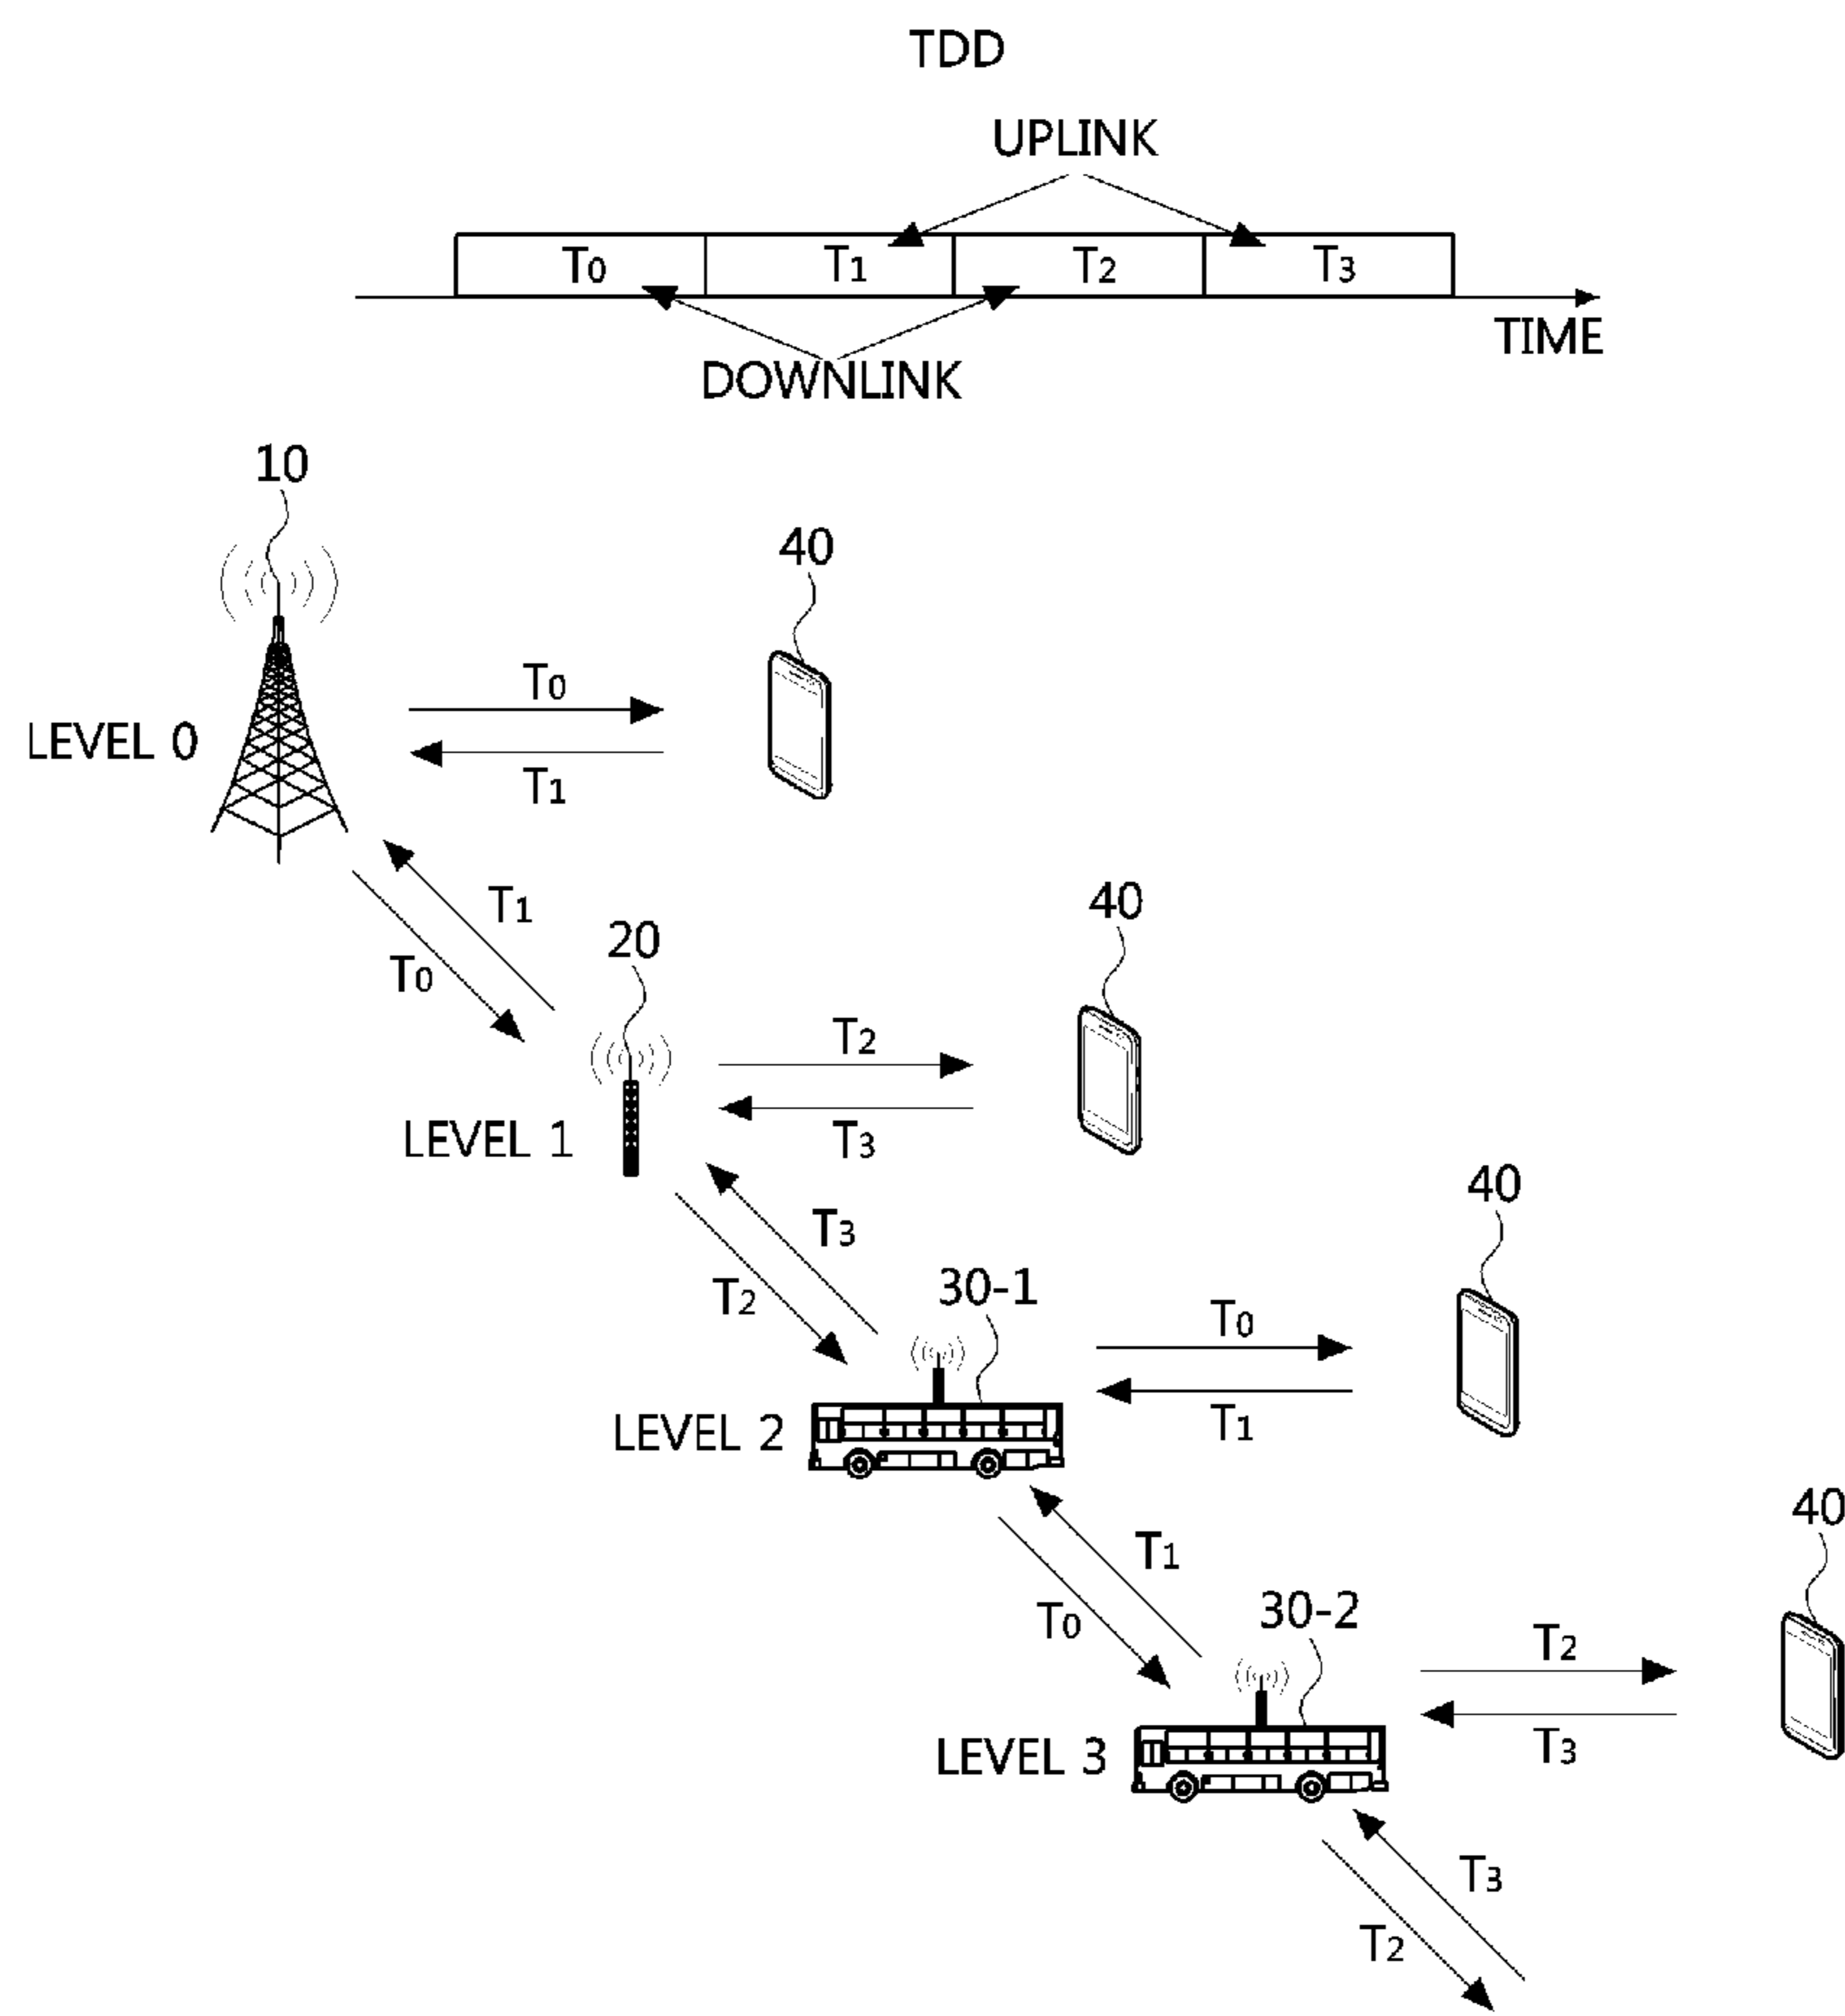 TDD
UPLINK
T0 T1 T2 T3
TIME
DOWNLINK
10
40
T0
LEVEL 0
T1
T1
40
20
T0
T2
LEVEL 1
T3
40
T3
30-1
T2
T0
LEVEL 2
T1
40
T1
30-2
T0
T2
LEVEL 3
T3
T3
T2